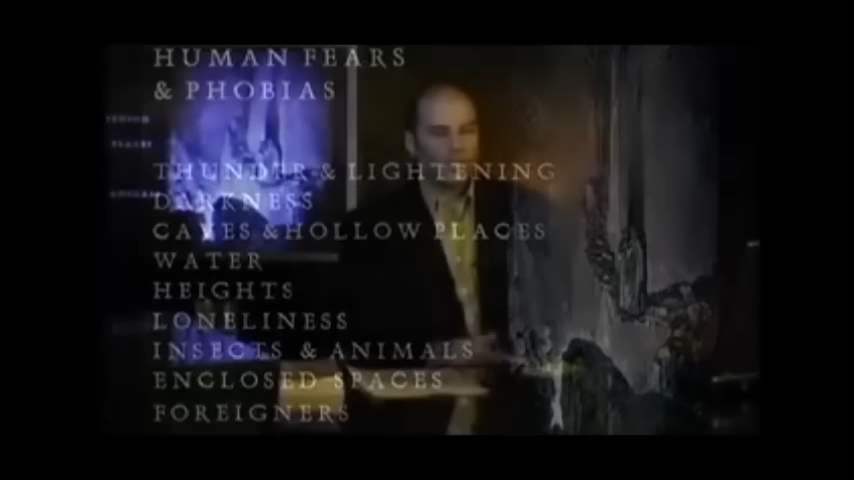 HUMAN FEARS
& PHOBIAS
THUNDER & LIGHTENING
DARKNESS
CAVES & HOLLOW PLACES
WATER
HEIGHTS
LONELINESS
INSECTS & ANIMALS
ENCLOSED SPACES
FOREIGNERS